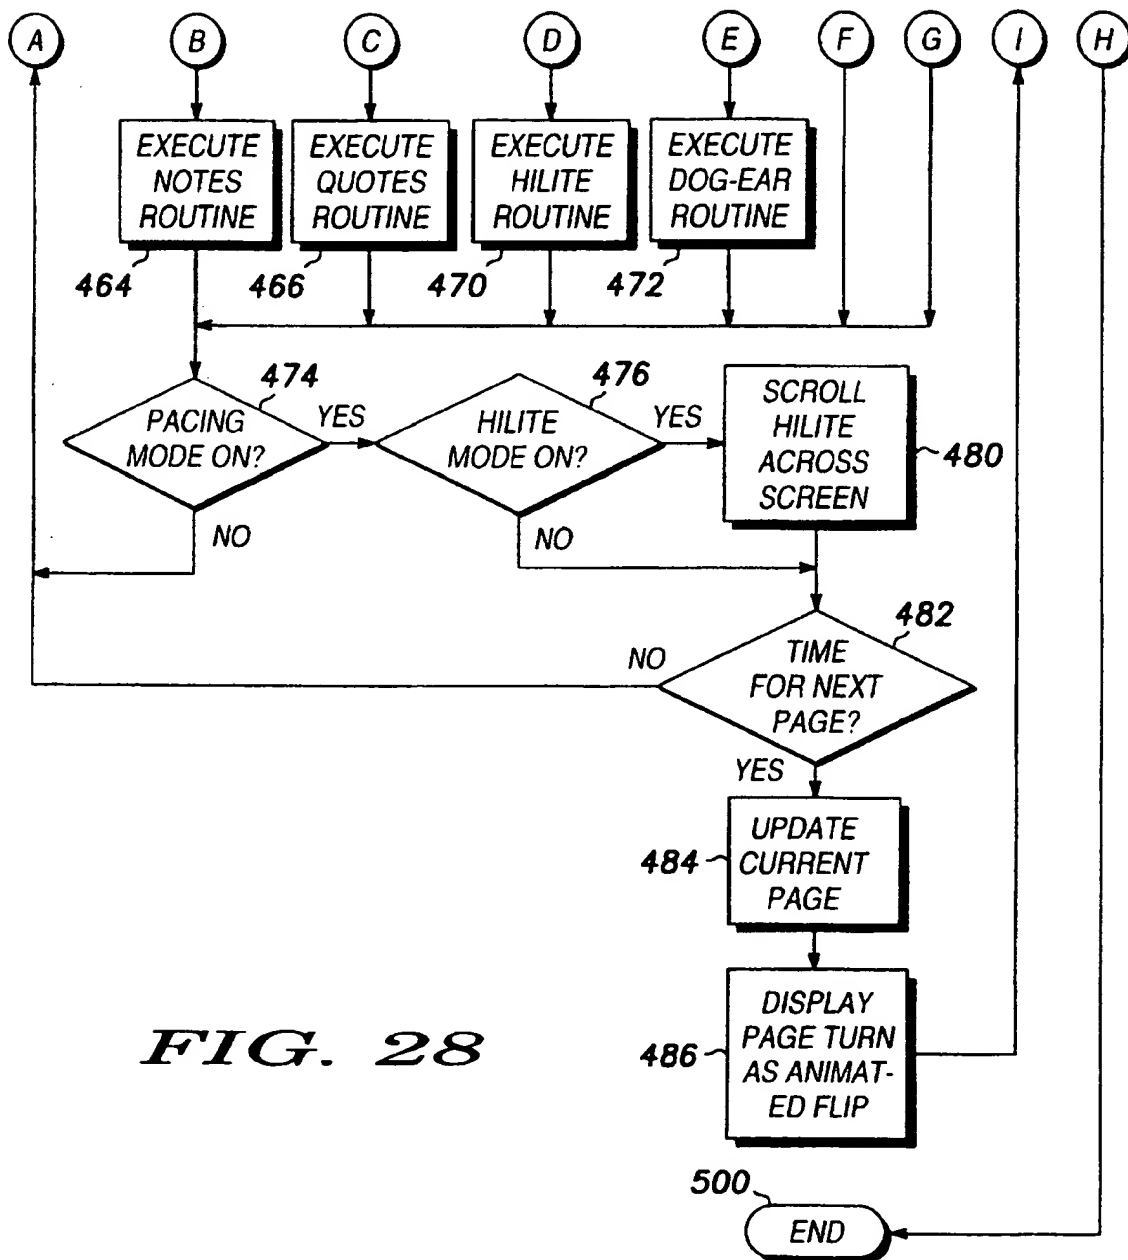 A B C D E F G I H
EXECUTE
NOTES
ROUTINE
464
EXECUTE
QUOTES
ROUTINE
466
EXECUTE
HILITE
ROUTINE
470
EXECUTE
DOG-EAR
ROUTINE
472
PACING
MODE ON?
474
YES
NO
HILITE
MODE ON?
476
YES
NO
SCROLL
HILITE
ACROSS
SCREEN
480
TIME
FOR NEXT
PAGE?
482
NO
YES
UPDATE
CURRENT
PAGE
484
DISPLAY
PAGE TURN
AS ANIMAT-
ED FLIP
486
FIG. 28
500
END